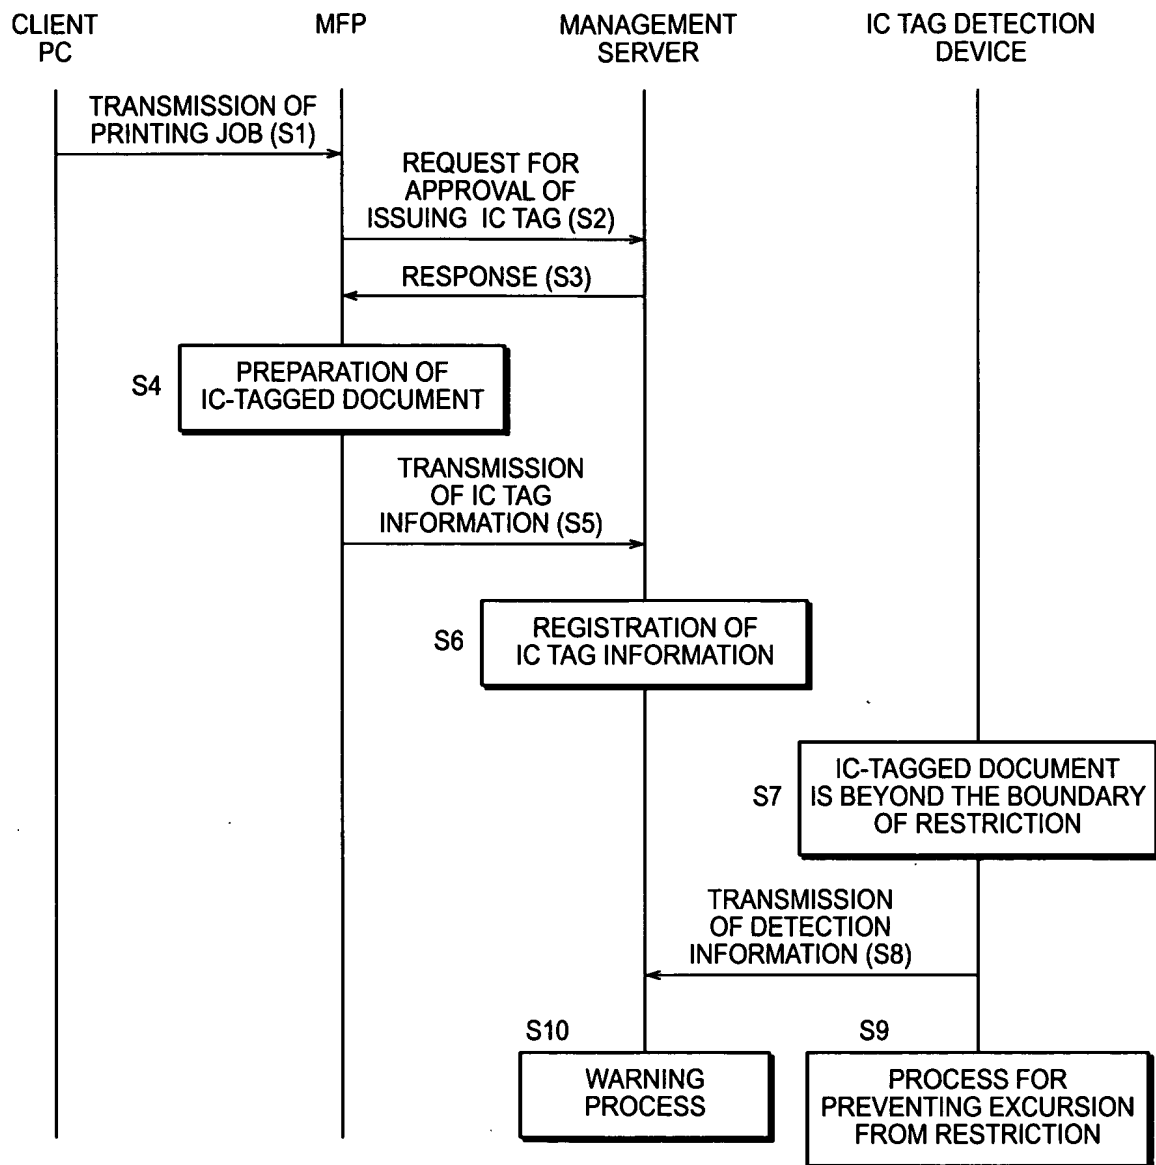 CLIENT
PC
MFP
MANAGEMENT
SERVER
IC TAG DETECTION
DEVICE
TRANSMISSION OF
PRINTING JOB (S1)
REQUEST FOR
APPROVAL OF
ISSUING IC TAG (S2)
RESPONSE (S3)
S4
PREPARATION OF
IC-TAGGED DOCUMENT
TRANSMISSION
OF IC TAG
INFORMATION (S5)
S6
REGISTRATION OF
IC TAG INFORMATION
S7
IC-TAGGED DOCUMENT
IS BEYOND THE BOUNDARY
OF RESTRICTION
TRANSMISSION
OF DETECTION
INFORMATION (S8)
S10
WARNING
PROCESS
S9
PROCESS FOR
PREVENTING EXCURSION
FROM RESTRICTION